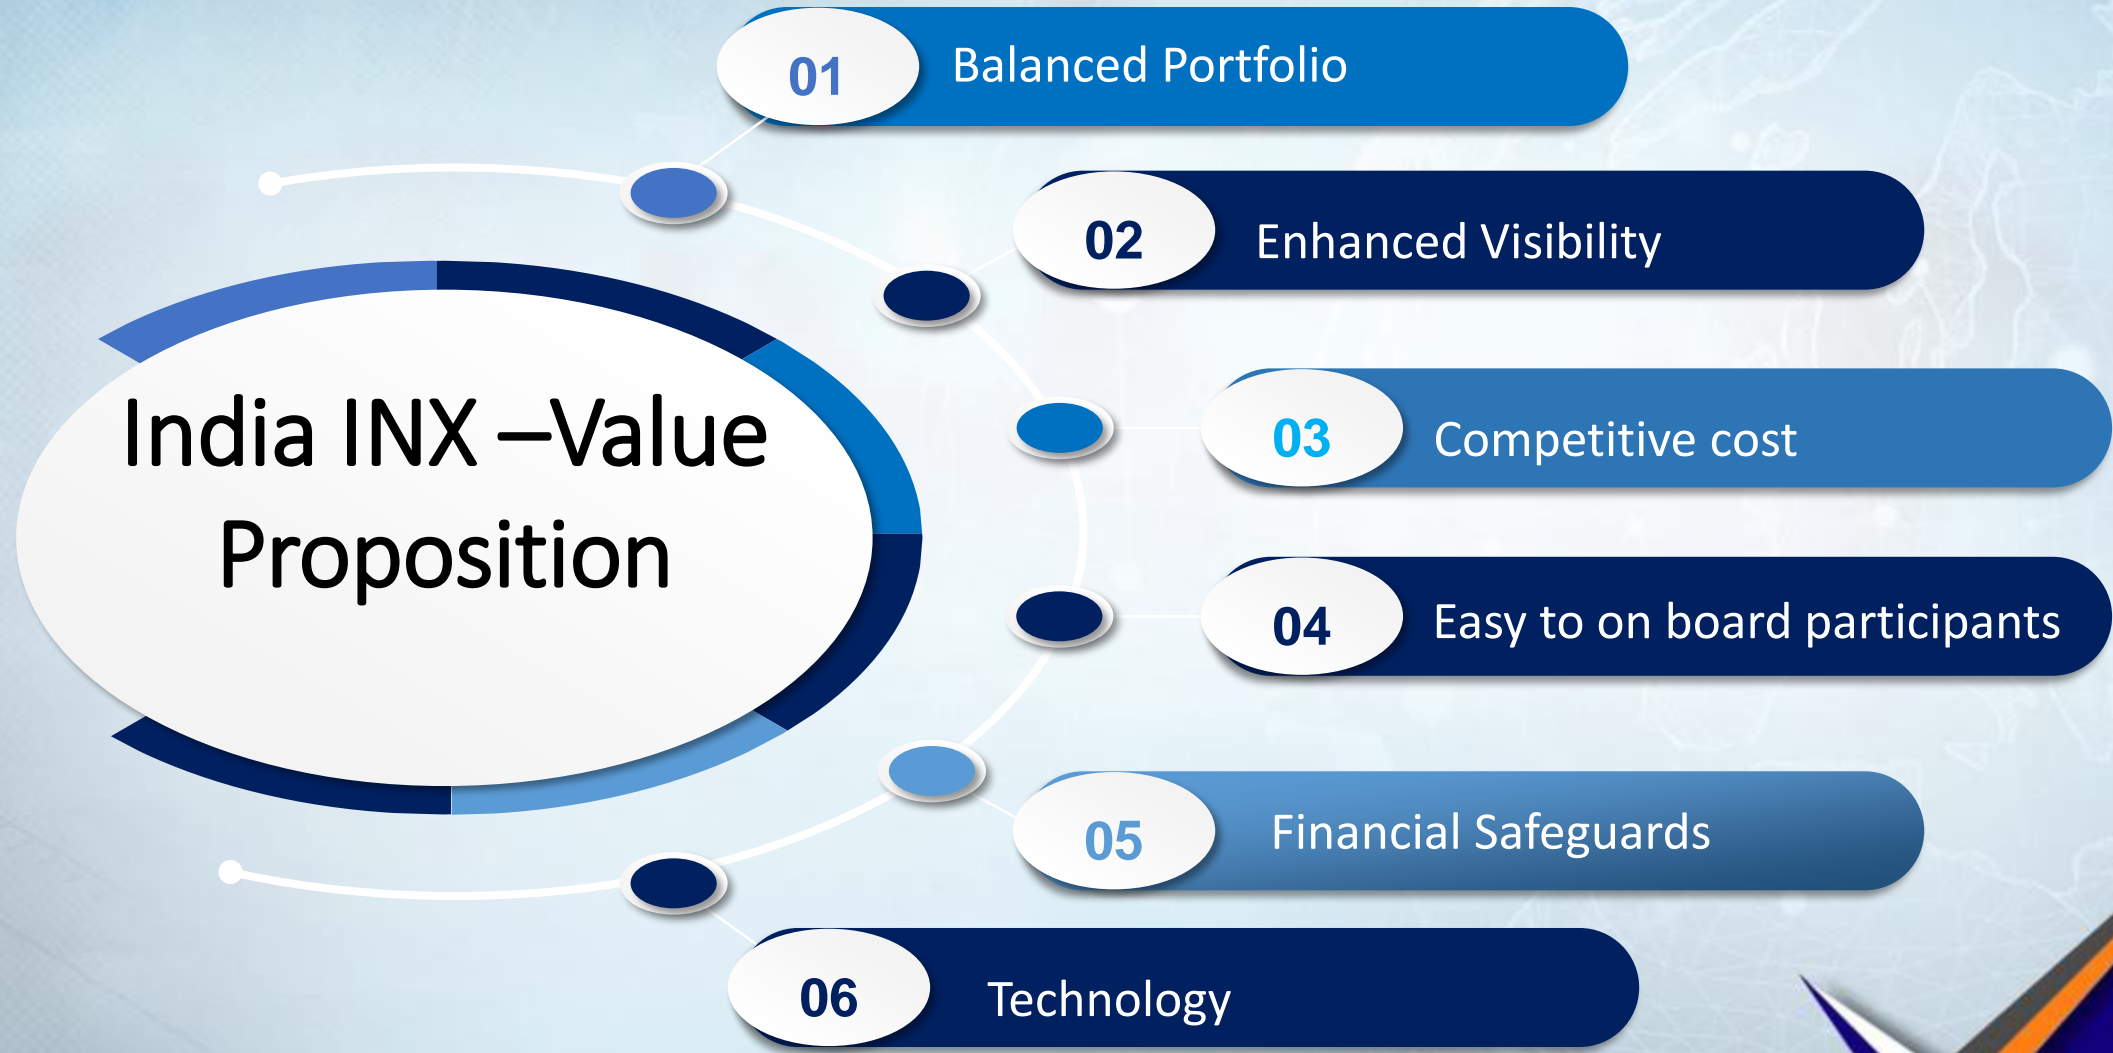 India INX –Value
Proposition
01
Balanced Portfolio
02
Enhanced Visibility
03
Competitive cost
04
Easy to on board participants
05
Financial Safeguards
06
Technology